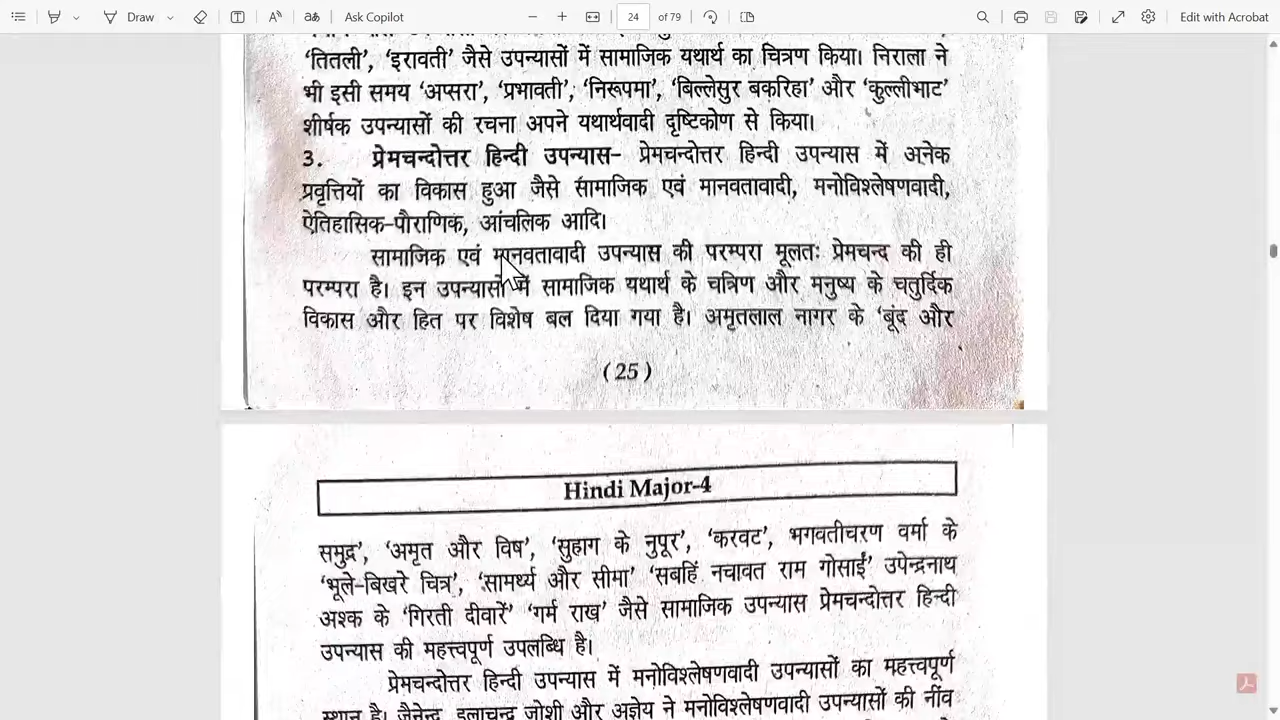 Draw
Ask Copilot
24 of 79
Edit with Acrobat
'तितली', 'इरावती' जैसे उपन्यासों में सामाजिक यथार्थ का चित्रण किया। निराला ने
भी इसी समय 'अप्सरा', 'प्रभावती', 'निरूपमा', 'बिल्लेसुर बकरिहा' और 'कुल्लीभाट'
शीर्षक उपन्यासों की रचना अपने यथार्थवादी दृष्टिकोण से किया।
3. प्रेमचन्दोत्तर हिन्दी उपन्यास– प्रेमचन्दोत्तर हिन्दी उपन्यास में अनेक
प्रवृत्तियों का विकास हुआ जैसे सामाजिक एवं मानवतावादी, मनोविश्लेषणवादी,
ऐतिहासिक-पौराणिक, आंचलिक आदि।
सामाजिक एवं मानवतावादी उपन्यास की परम्परा मूलतः प्रेमचन्द की ही
परम्परा है। इन उपन्यासों में सामाजिक यथार्थ के चत्रिण और मनुष्य के चतुर्दिक
विकास और हित पर विशेष बल दिया गया है। अमृतलाल नागर के 'बूंद और
(25)
Hindi Major-4
समुद्र', 'अमृत और विष', 'सुहाग के नुपूर', 'करवट', भगवतीचरण वर्मा के
'भूले-बिखरे चित्र', 'सामर्थ्य और सीमा' 'सबहिं नचावत राम गोसाईं' उपेन्द्रनाथ
अश्क के 'गिरती दीवारें' 'गर्म राख' जैसे सामाजिक उपन्यास प्रेमचन्दोत्तर हिन्दी
उपन्यास की महत्त्वपूर्ण उपलब्धि है।
प्रेमचन्दोत्तर हिन्दी उपन्यास में मनोविश्लेषणवादी उपन्यासों का महत्त्वपूर्ण
स्थान है। जैनेन्द्र, इलाचन्द्र जोशी और अज्ञेय ने मनोविश्लेषणवादी उपन्यासों की नींव